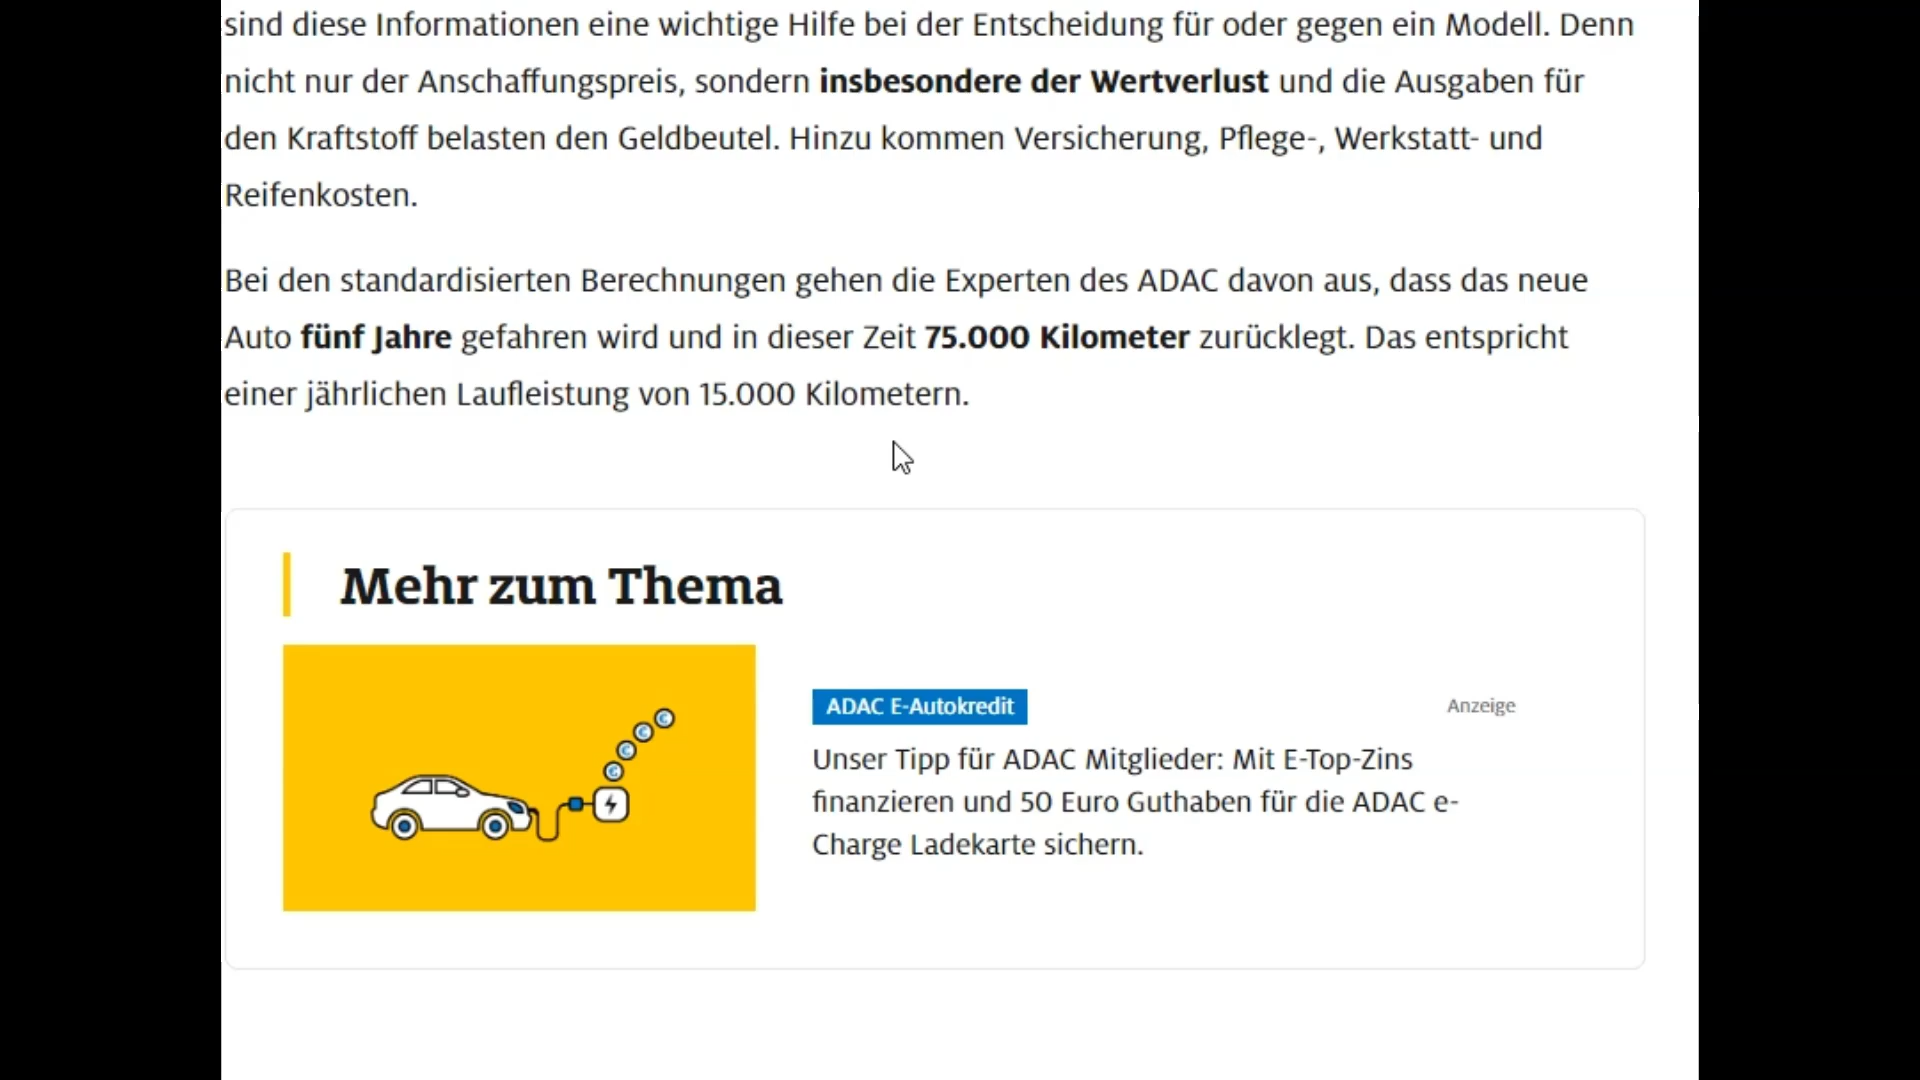 sind diese Informationen eine wichtige Hilfe bei der Entscheidung für oder gegen ein Modell. Denn
nicht nur der Anschaffungspreis, sondern insbesondere der Wertverlust und die Ausgaben für
den Kraftstoff belasten den Geldbeutel. Hinzu kommen Versicherung, Pflege-, Werkstatt- und
Reifenkosten.
Bei den standardisierten Berechnungen gehen die Experten des ADAC davon aus, dass das neue
Auto fünf Jahre gefahren wird und in dieser Zeit 75.000 Kilometer zurücklegt. Das entspricht
einer jährlichen Laufleistung von 15.000 Kilometern.
Mehr zum Thema
ADAC E-Autokredit
Anzeige
Unser Tipp für ADAC Mitglieder: Mit E-Top-Zins
finanzieren und 50 Euro Guthaben für die ADAC e-
Charge Ladekarte sichern.